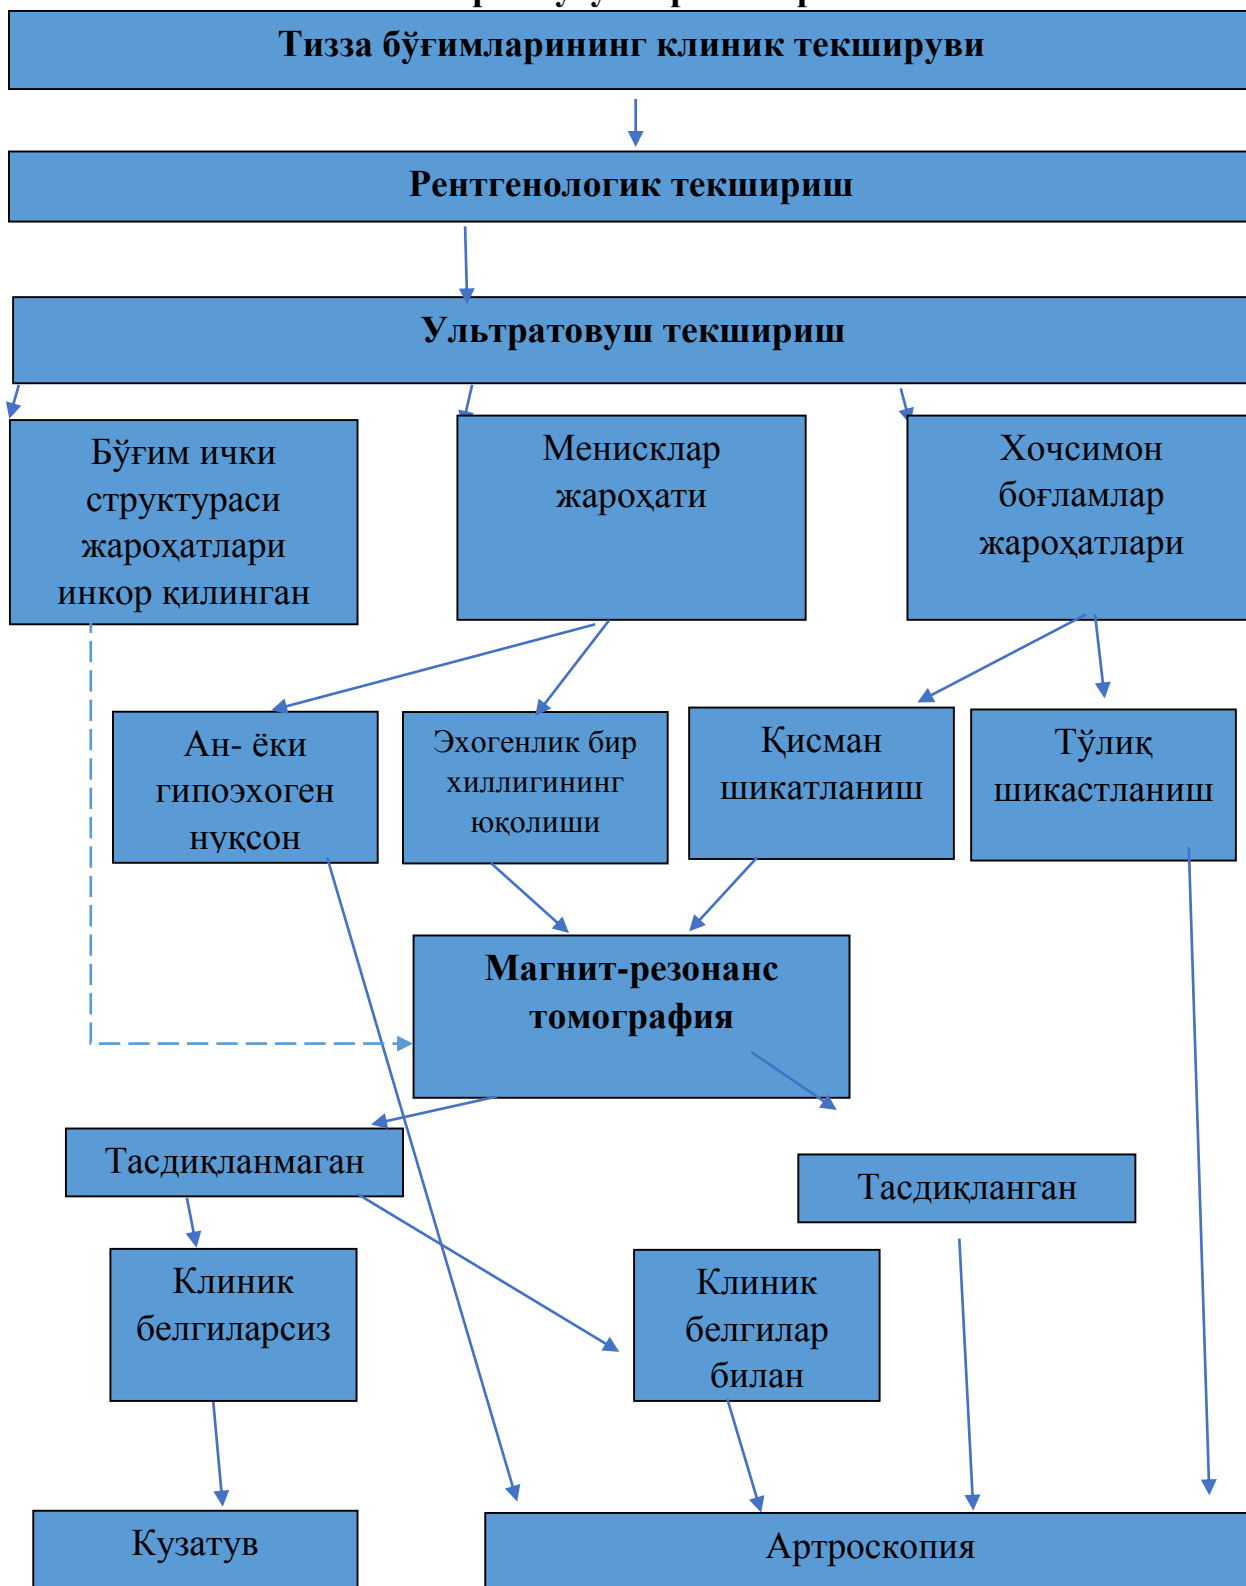 Тизза бўғимларининг клиник текшируви
Рентгенологик текшириш
Ультратовуш текшириш
Бўғим ички
структураси
жароҳатлари
инкор қилинган
Менисклар
жароҳати
Хочсимон
боғламлар
жароҳатлари
Ан- ёки
гипоэхоген
нуқсон
Эхогенлик бир
хиллигининг
юқолиши
Қисман
шикатланиш
Тўлиқ
шикастланиш
Магнит-резонанс
томография
Тасдиқланмаган
Тасдиқланган
Клиник
белгиларсиз
Клиник
белгилар
билан
Кузатув
Артроскопия